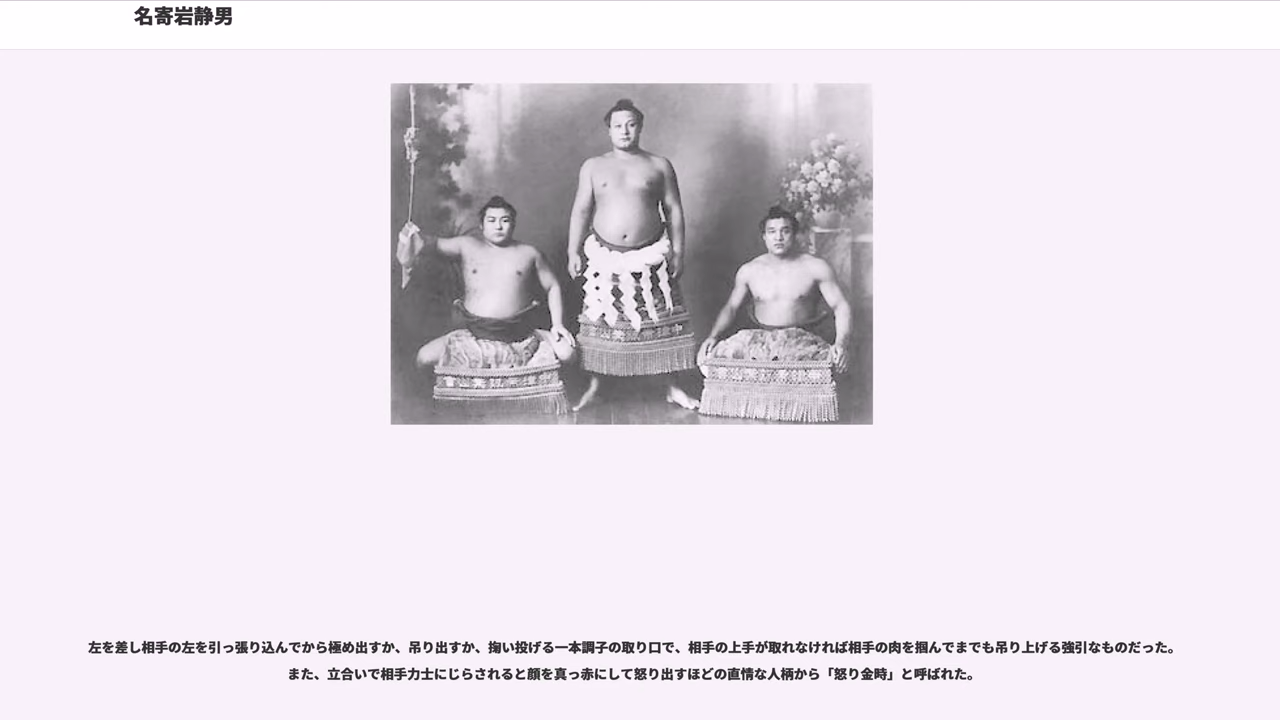 名寄岩静男
左を差し相手の左を引っ張り込んでから極め出すか、吊り出すか、掬い投げる一本調子の取り口で、相手の上手が取れなければ相手の肉を掴んでまでも吊り上げる強引なものだった。
また、立合いで相手力士にじらされると顔を真っ赤にして怒り出すほどの直情な人柄から「怒り金時」と呼ばれた。